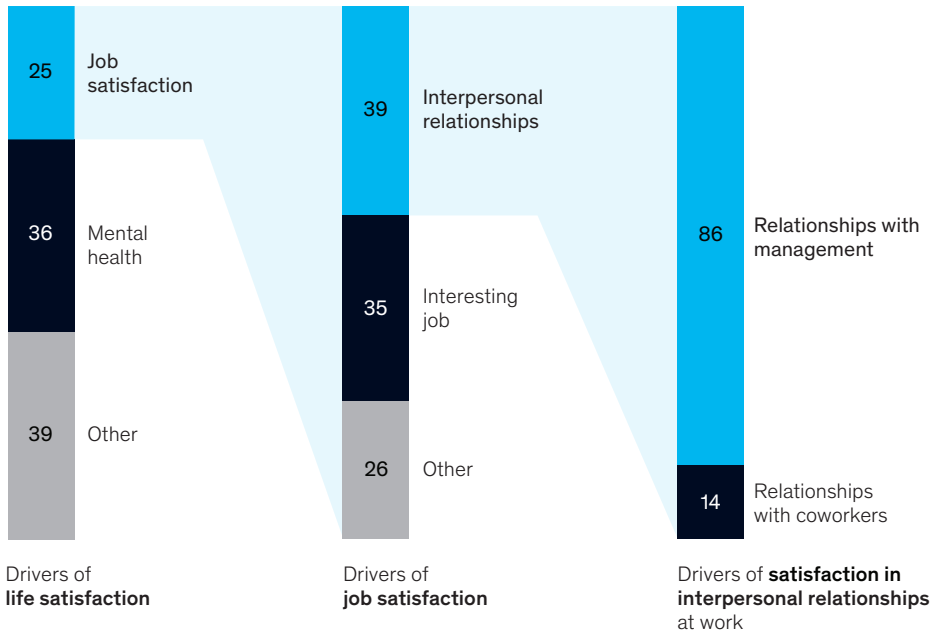 25
Job
satisfaction
36
Mental
health
39
Other
Drivers of
life satisfaction
39
Interpersonal
relationships
35
Interesting
job
26
Other
Drivers of
job satisfaction
86
Relationships with
management
14
Relationships
with coworkers
Drivers of satisfaction in
interpersonal relationships
at work